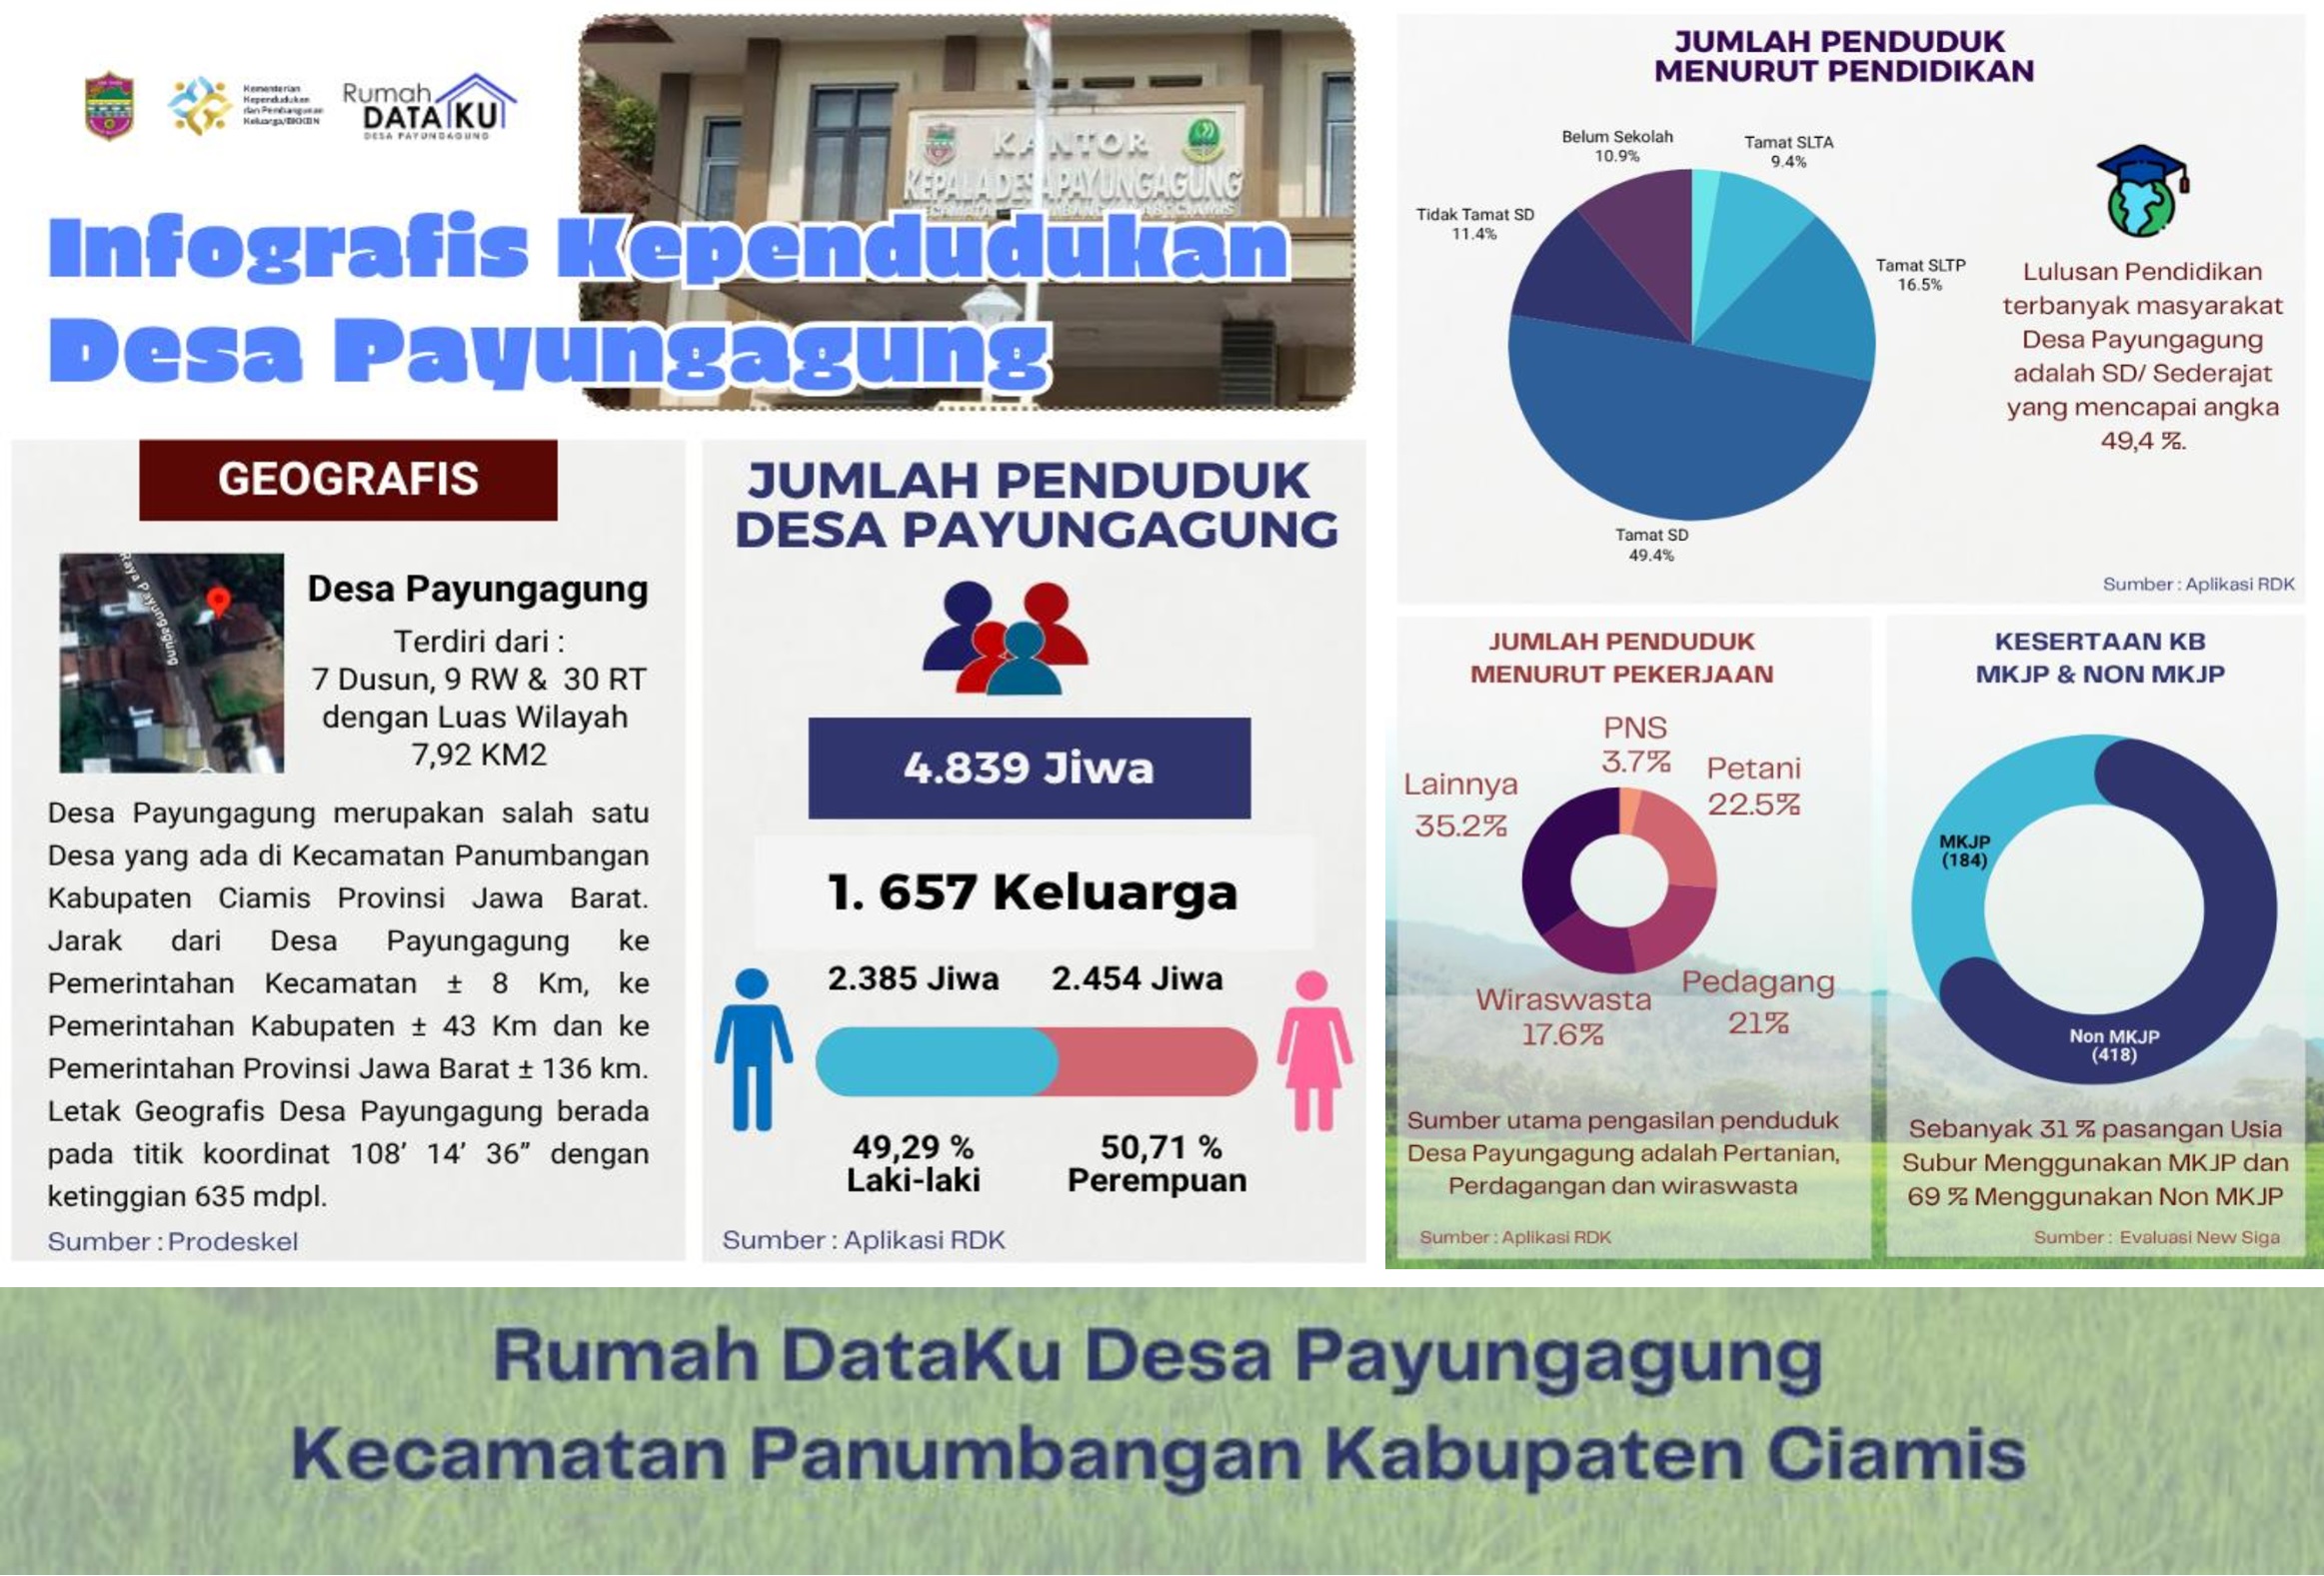 Kementerian
Kependudukan
dan Pembangunan
Keluarga/BKKBN
Rumah
DATAKU
DESA PAYUNGAGUNG
KANTOR
KEPALA DESA PAYUNGAGUNG
Infografis Kependudukan
Desa Payungagung
GEOGRAFIS
Raya Payungagung
Desa Payungagung
Terdiri dari :
7 Dusun, 9 RW & 30 RT
dengan Luas Wilayah
7,92 KM2
Desa Payungagung merupakan salah satu
Desa yang ada di Kecamatan Panumbangan
Kabupaten Ciamis Provinsi Jawa Barat.
Jarak dari Desa Payungagung ke
Pemerintahan Kecamatan ± 8 Km, ke
Pemerintahan Kabupaten ± 43 Km dan ke
Pemerintahan Provinsi Jawa Barat ± 136 km.
Letak Geografis Desa Payungagung berada
pada titik koordinat 108’ 14’ 36” dengan
ketinggian 635 mdpl.
Sumber : Prodeskel
JUMLAH PENDUDUK
DESA PAYUNGAGUNG
4.839 Jiwa
1. 657 Keluarga
2.385 Jiwa 2.454 Jiwa
49,29 % 50,71 %
Laki-laki Perempuan
Sumber : Aplikasi RDK
JUMLAH PENDUDUK
MENURUT PENDIDIKAN
Belum Sekolah
10.9%
Tamat SLTA
9.4%
Tidak Tamat SD
11.4%
Tamat SLTP
16.5%
Tamat SD
49.4%
Lulusan Pendidikan
terbanyak masyarakat
Desa Payungagung
adalah SD/ Sederajat
yang mencapai angka
49,4 %.
Sumber : Aplikasi RDK
JUMLAH PENDUDUK
MENURUT PEKERJAAN
PNS
3.7%
Petani
22.5%
Lainnya
35.2%
Pedagang
21%
Wiraswasta
17.6%
Sumber utama pengasilan penduduk
Desa Payungagung adalah Pertanian,
Perdagangan dan wiraswasta
Sumber : Aplikasi RDK
KESERTAAN KB
MKJP & NON MKJP
MKJP
(184)
Non MKJP
(418)
Sebanyak 31 % pasangan Usia
Subur Menggunakan MKJP dan
69 % Menggunakan Non MKJP
Sumber : Evaluasi New Siga
Rumah DataKu Desa Payungagung
Kecamatan Panumbangan Kabupaten Ciamis